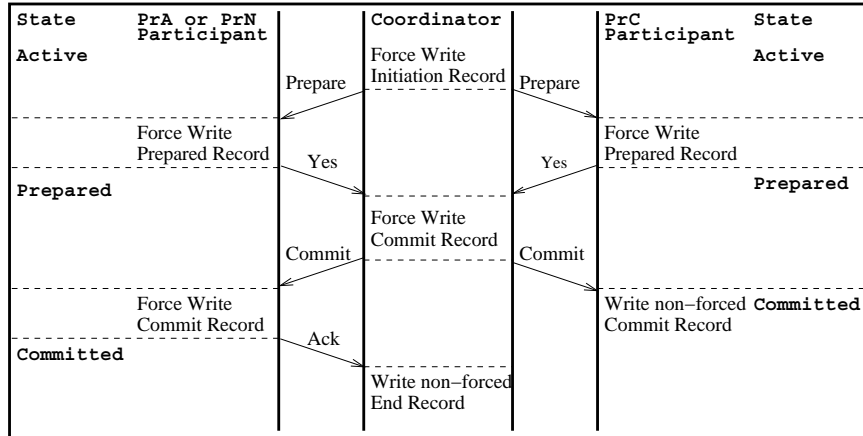 State
PrA or PrN
Participant
Coordinator
PrC
Participant
State
Active
Force Write
Initiation Record
Active
Prepare
Prepare
Force Write
Prepared Record
Force Write
Prepared Record
Yes
Yes
Prepared
Prepared
Force Write
Commit Record
Commit
Commit
Force Write
Commit Record
Write non−forced
Commit Record
Committed
Committed
Ack
Write non−forced
End Record